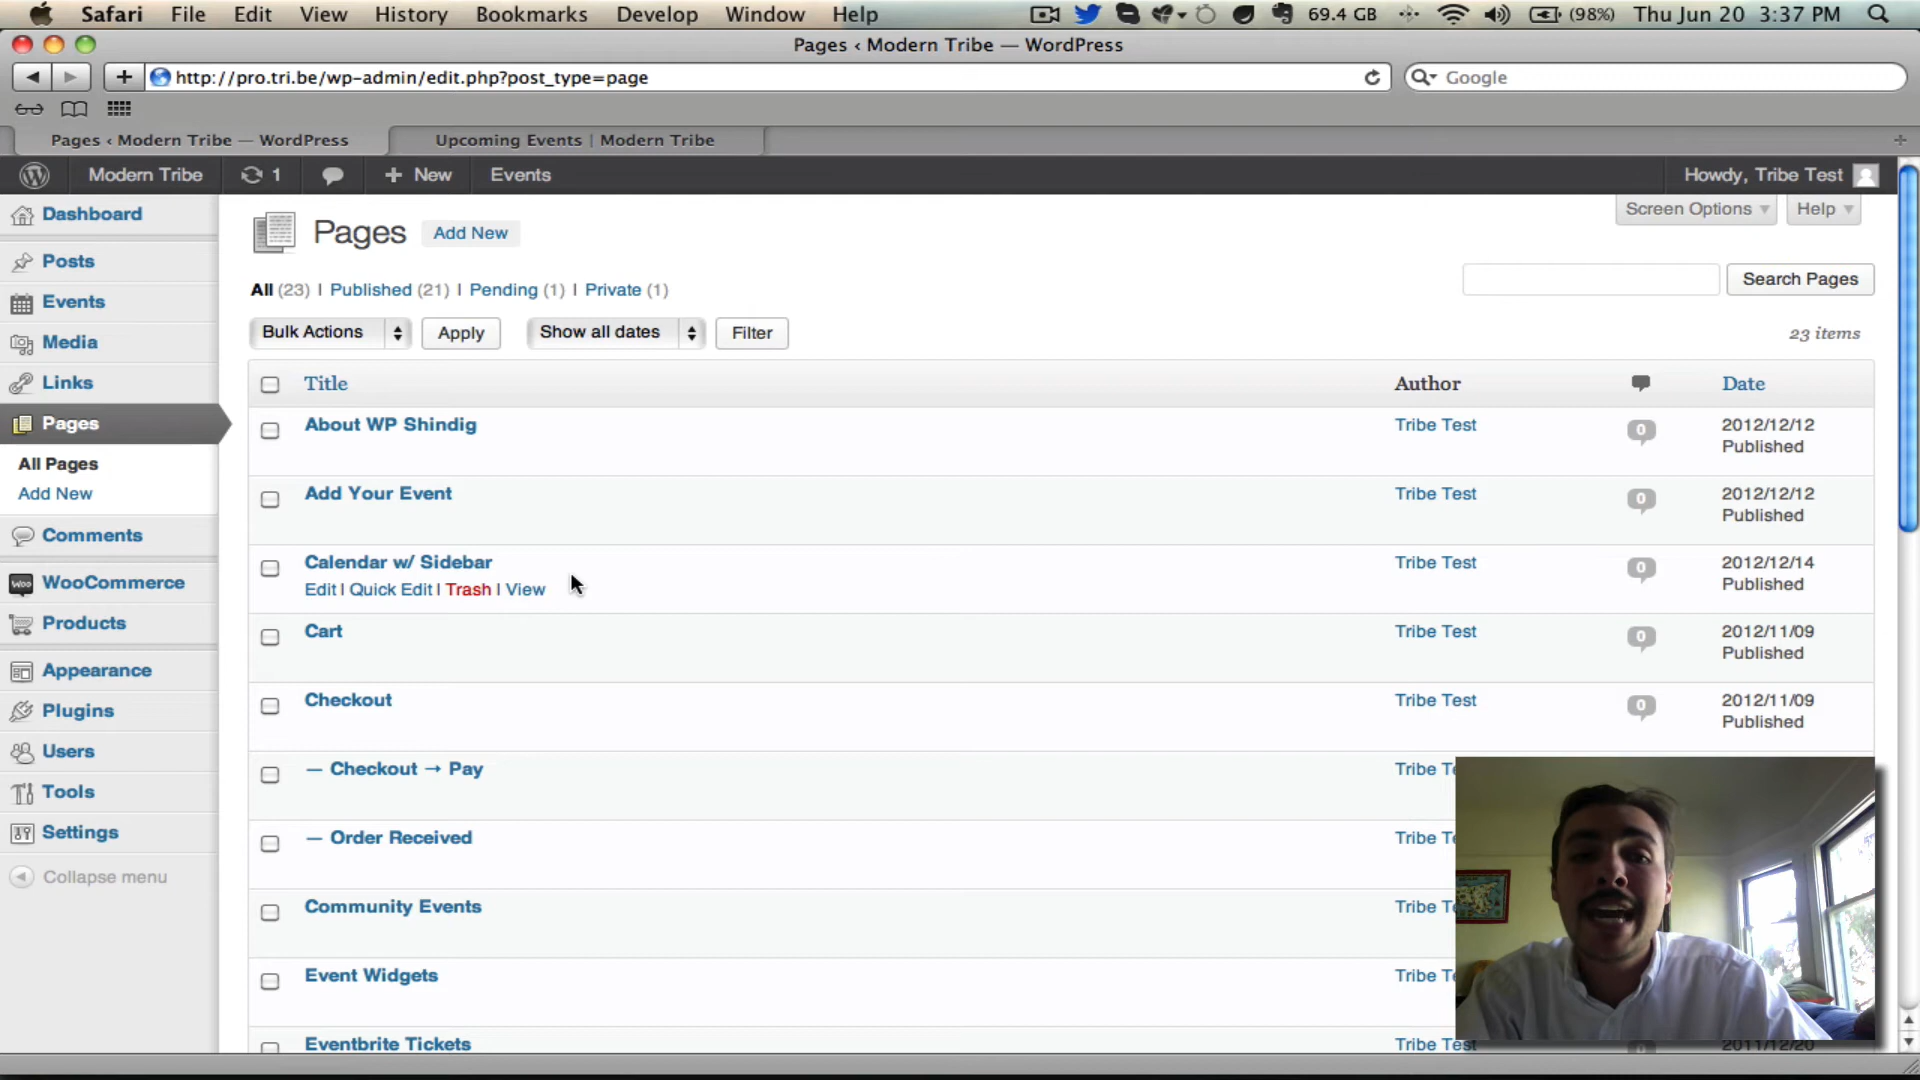 Safari File Edit View History Bookmarks Develop Window Help 69.4 GB (98%) Thu Jun 20 3:37 PM
Pages ‹ Modern Tribe — WordPress
http://pro.tri.be/wp-admin/edit.php?post_type=page
Google
Pages ‹ Modern Tribe — WordPress
Upcoming Events | Modern Tribe
Modern Tribe 1 + New Events Howdy, Tribe Test
Dashboard
Posts
Events
Media
Links
Pages
All Pages
Add New
Comments
WooCommerce
Products
Appearance
Plugins
Users
Tools
Settings
Collapse menu
Screen Options Help
Pages Add New
All (23) | Published (21) | Pending (1) | Private (1)
Search Pages
Bulk Actions Apply Show all dates Filter
23 items
Title Author Date
About WP Shindig Tribe Test 0 2012/12/12
Published
Add Your Event Tribe Test 0 2012/12/12
Published
Calendar w/ Sidebar Tribe Test 0 2012/12/14
Edit | Quick Edit | Trash | View Published
Cart Tribe Test 0 2012/11/09
Published
Checkout Tribe Test 0 2012/11/09
Published
— Checkout → Pay Tribe
— Order Received Tribe
Community Events Tribe
Event Widgets Tribe
Eventbrite Tickets Tribe Test